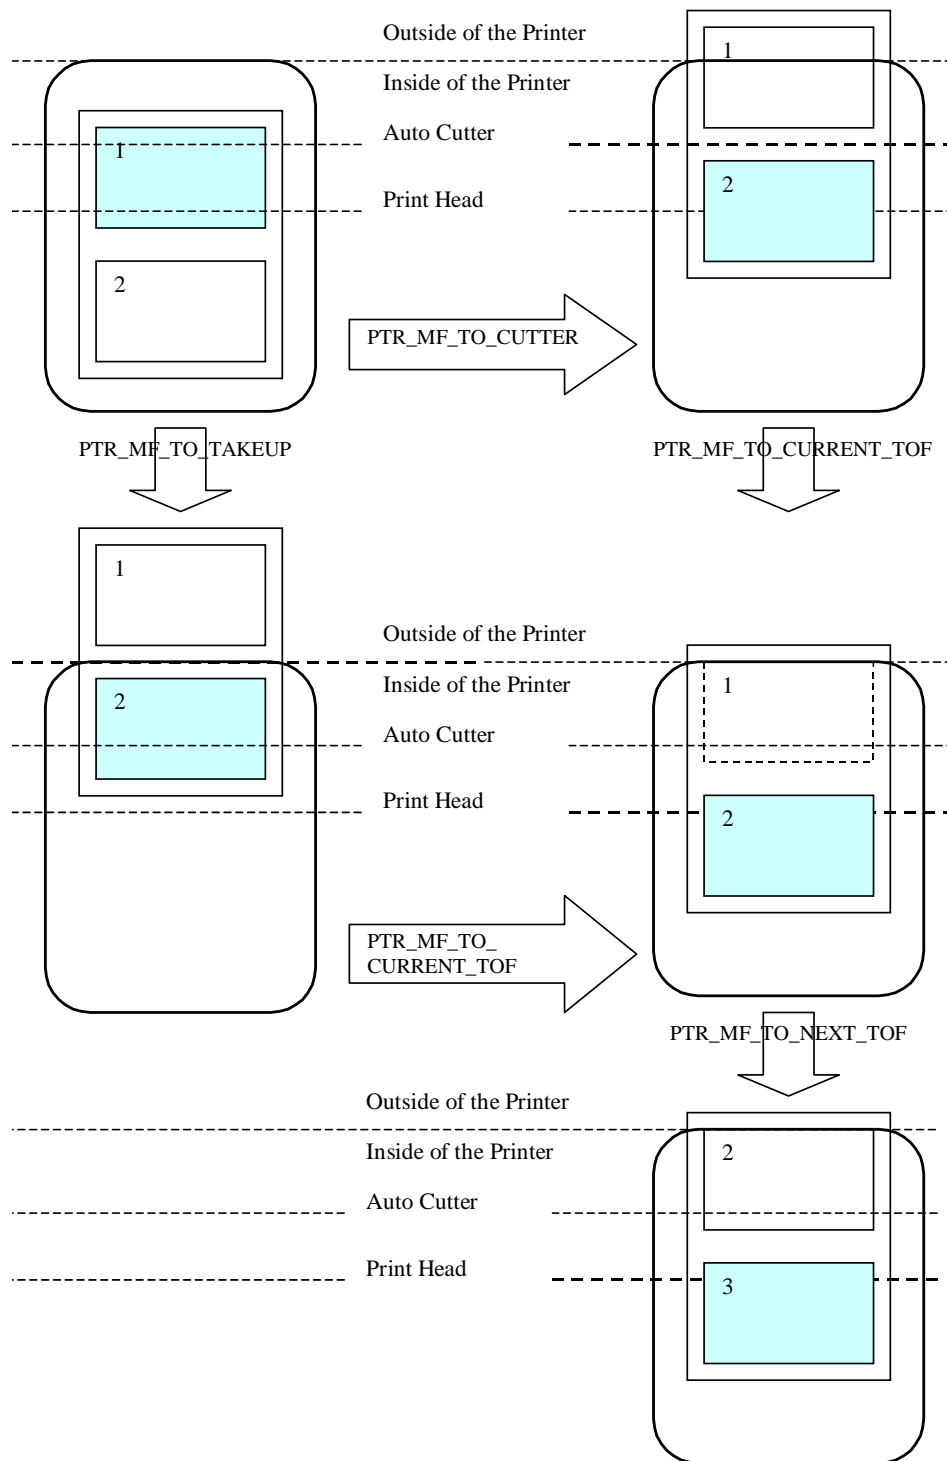 Outside of the Printer
1
Inside of the Printer
Auto Cutter
1
2
Print Head
2
PTR_MF_TO_CUTTER
PTR_MF_TO_TAKEUP
PTR_MF_TO_CURRENT_TOF
1
Outside of the Printer
Inside of the Printer
1
2
Auto Cutter
Print Head
2
PTR_MF_TO_
CURRENT_TOF
PTR_MF_TO_NEXT_TOF
Outside of the Printer
Inside of the Printer
2
Auto Cutter
Print Head
3